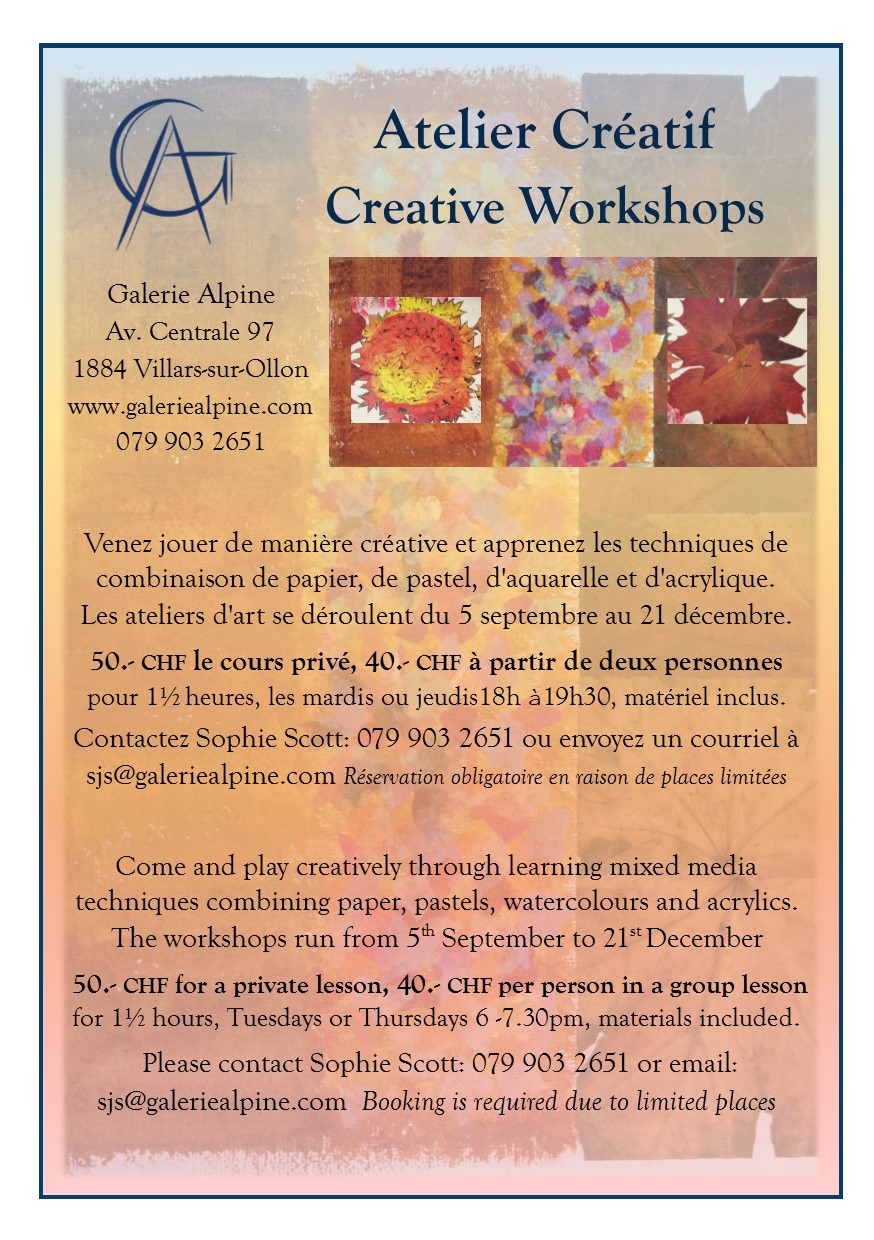 Atelier Créatif
Creative Workshops
Galerie Alpine
Av. Centrale 97
1884 Villars-sur-Ollon
www.galeriealpine.com
079 903 2651
Venez jouer de manière créative et apprenez les techniques de
combinaison de papier, de pastel, d'aquarelle et d'acrylique.
Les ateliers d'art se déroulent du 5 septembre au 21 décembre.
50.- CHF le cours privé, 40.- CHF à partir de deux personnes
pour 1½ heures, les mardis ou jeudis18h à19h30, matériel inclus.
Contactez Sophie Scott: 079 903 2651 ou envoyez un courriel à
sjs@galeriealpine.com Réservation obligatoire en raison de places limitées
Come and play creatively through learning mixed media
techniques combining paper, pastels, watercolours and acrylics.
The workshops run from 5th September to 21st December
50.- CHF for a private lesson, 40.- CHF per person in a group lesson
for 1½ hours, Tuesdays or Thursdays 6 -7.30pm, materials included.
Please contact Sophie Scott: 079 903 2651 or email:
sjs@galeriealpine.com Booking is required due to limited places